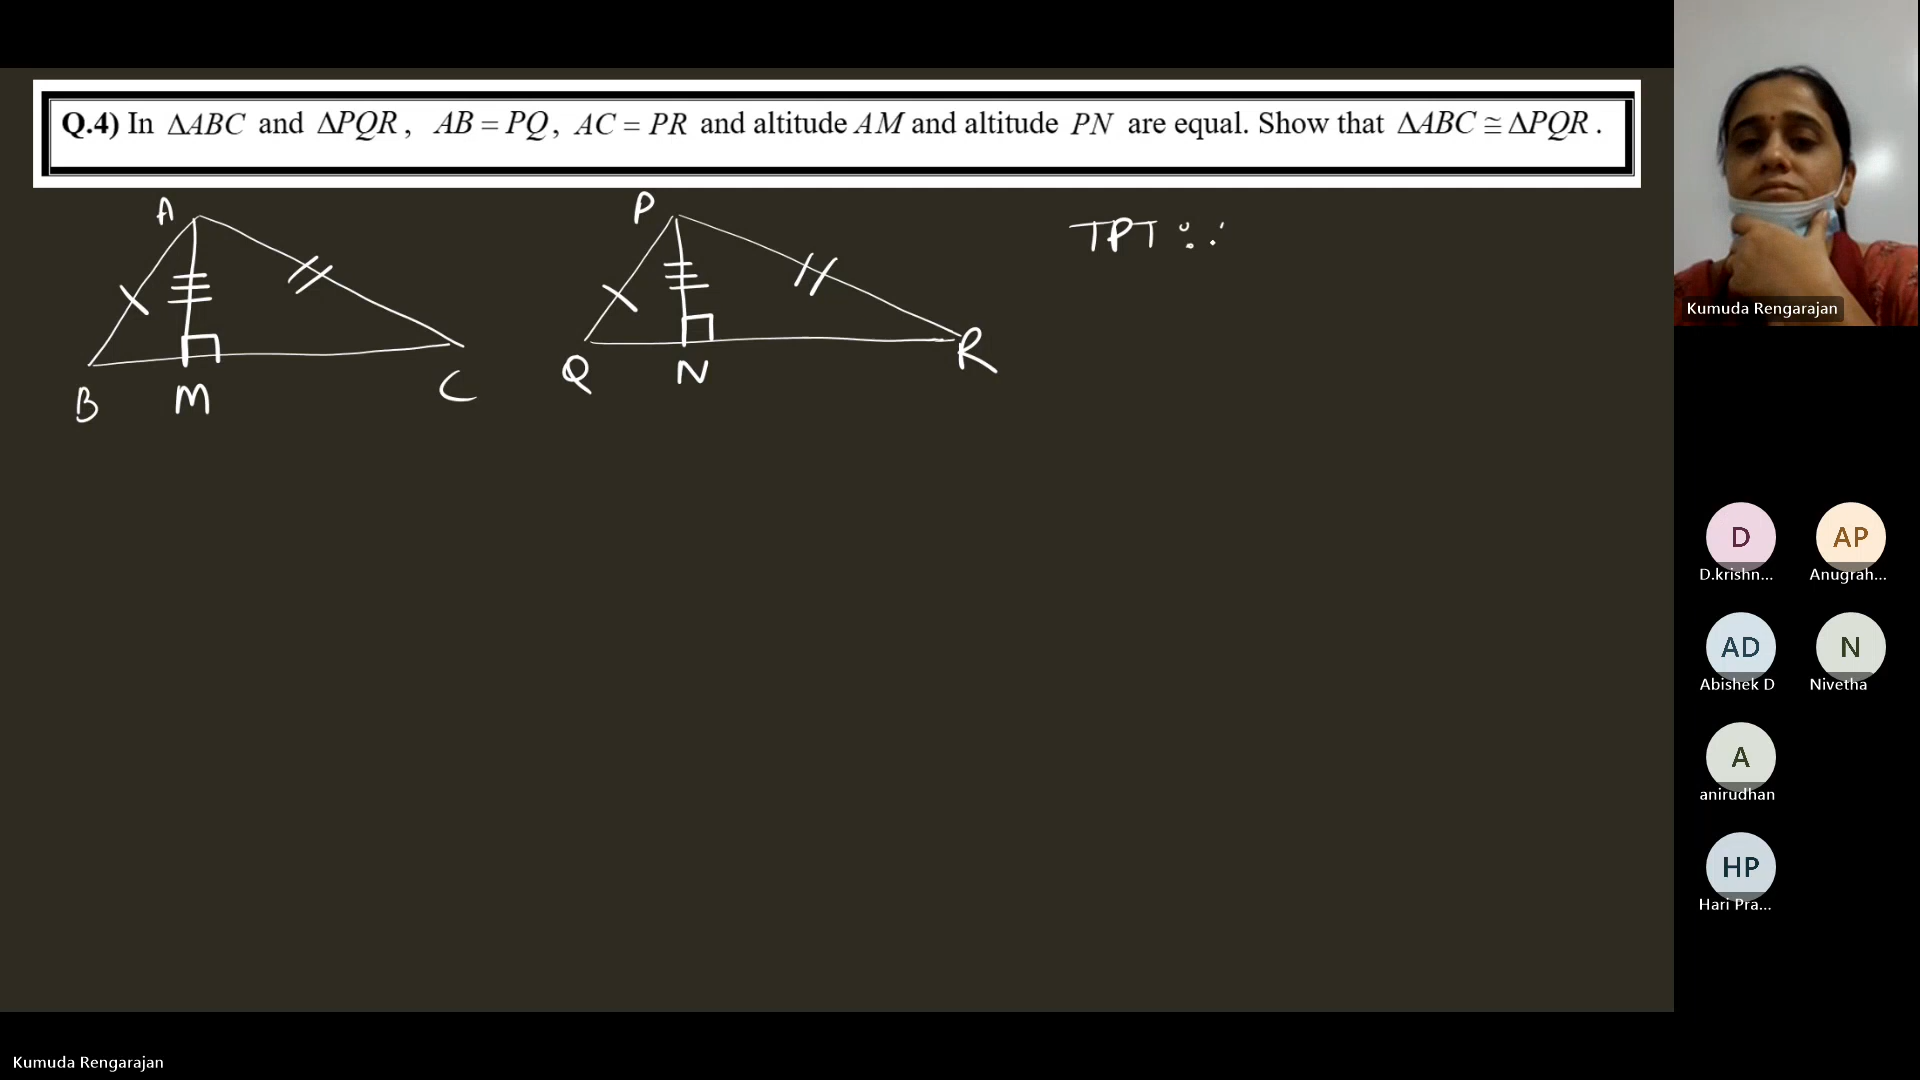 Q.4) In ΔABC and ΔPQR, AB = PQ, AC = PR and altitude AM and altitude PN are equal. Show that ΔABC ≅ ΔPQR.
A
P
TPT :
B
M
C
Q
N
R
Kumuda Rengarajan
D
AP
D.krishn...
Anugrah...
AD
N
Abishek D
Nivetha
A
anirudhan
HP
Hari Pra...
Kumuda Rengarajan